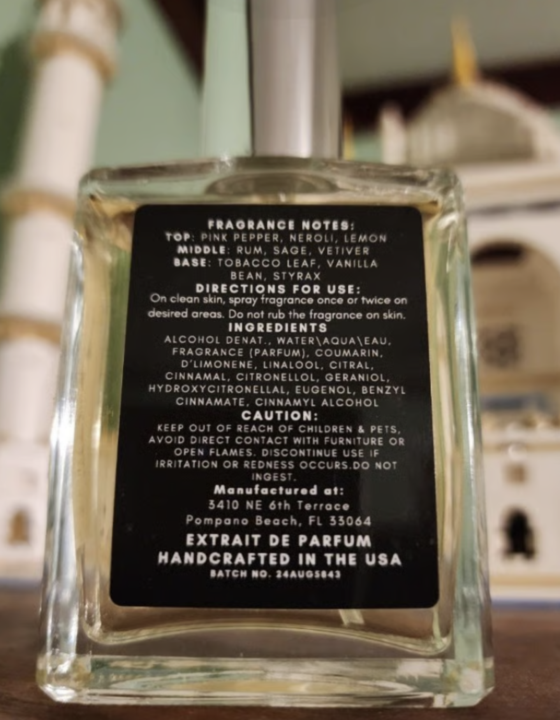 FRAGRANCE NOTES:
TOP: PINK PEPPER, NEROLI, LEMON
MIDDLE: RUM, SAGE, VETIVER
BASE: TOBACCO LEAF, VANILLA
BEAN, STYRAX
DIRECTIONS FOR USE:
On clean skin, spray fragrance once or twice on
desired areas. Do not rub the fragrance on skin.
INGREDIENTS
ALCOHOL DENAT., WATER\AQUA\EAU,
FRAGRANCE (PARFUM), COUMARIN,
D'LIMONENE, LINALOOL, CITRAL,
CINNAMAL, CITRONELLOL, GERANIOL,
HYDROXYCITRONELLAL, EUGENOL, BENZYL
CINNAMATE, CINNAMYL ALCOHOL
CAUTION:
KEEP OUT OF REACH OF CHILDREN & PETS,
AVOID DIRECT CONTACT WITH FURNITURE OR
OPEN FLAMES. DISCONTINUE USE IF
IRRITATION OR REDNESS OCCURS.DO NOT
INGEST.
Manufactured at:
3410 NE 6th Terrace
Pompano Beach, FL 33064
EXTRAIT DE PARFUM
HANDCRAFTED IN THE USA
BATCH NO. 24AUG5843